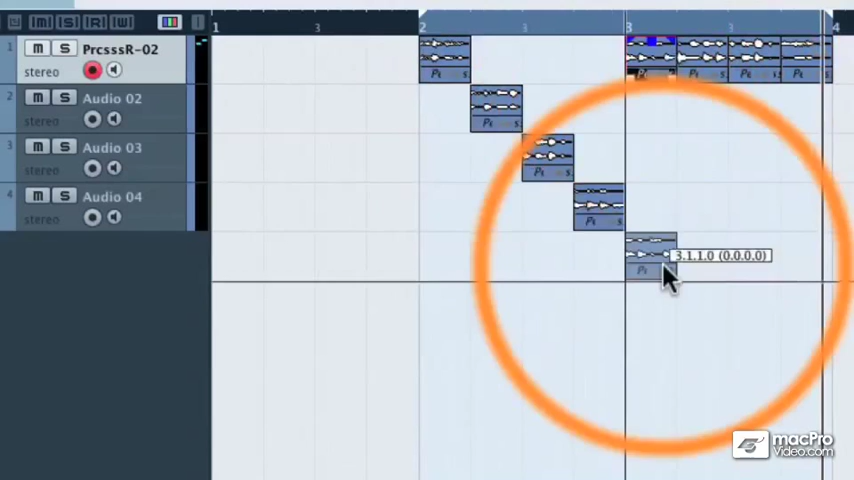 2 3 4
1 3 3 3
1 M S PrcsssR-02
stereo
2 M S Audio 02
stereo
3 M S Audio 03
stereo
4 M S Audio 04
stereo
3.1.1.0 (0.0.0.0)
macPro
Video.com